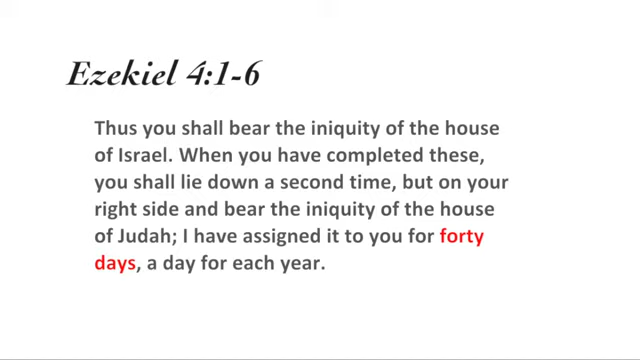 Ezekiel 4:1-6
Thus you shall bear the iniquity of the house
of Israel. When you have completed these,
you shall lie down a second time, but on your
right side and bear the iniquity of the house
of Judah; I have assigned it to you for forty
days, a day for each year.